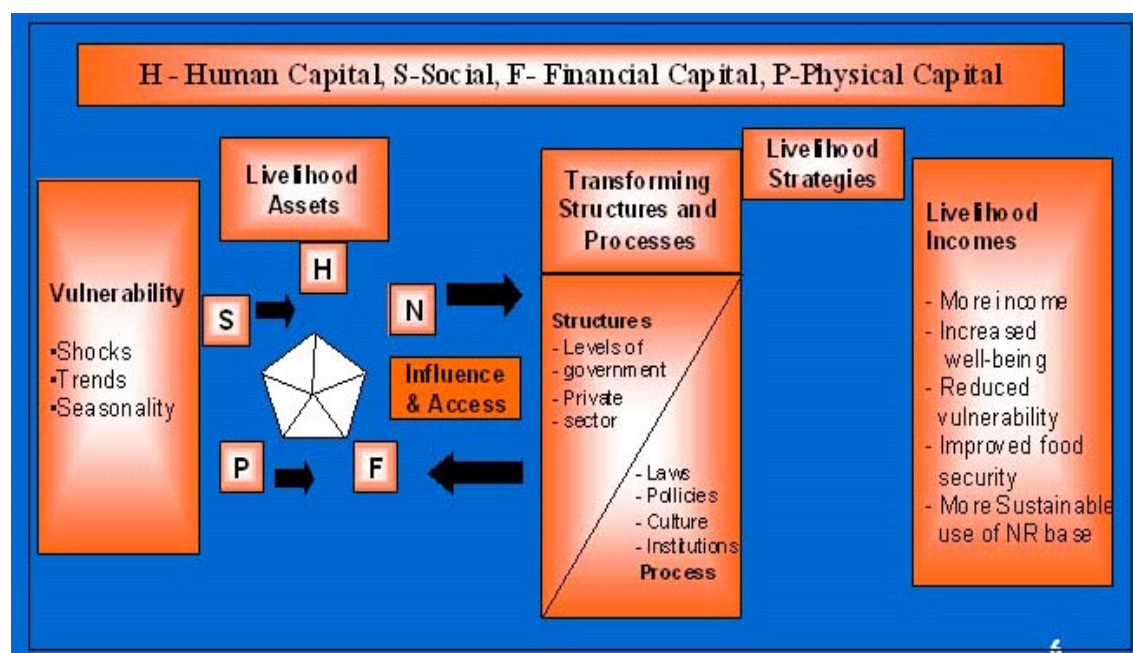 H - Human Capital, S-Social, F- Financial Capital, P-Physical Capital
Vulnerability
▪Shocks
▪Trends
▪Seasonality
Livelihood
Assets
H
S
N
P
F
Influence
& Access
Transforming
Structures and
Processes
Structures
- Levels of
- government
- Private
- sector
- Laws
- Policies
- Culture
- Institutions
Process
Livelihood
Strategies
Livelihood
Incomes
- More income
- Increased
well-being
- Reduced
vulnerability
- Improved food
security
- More Sustainable
use of NR base